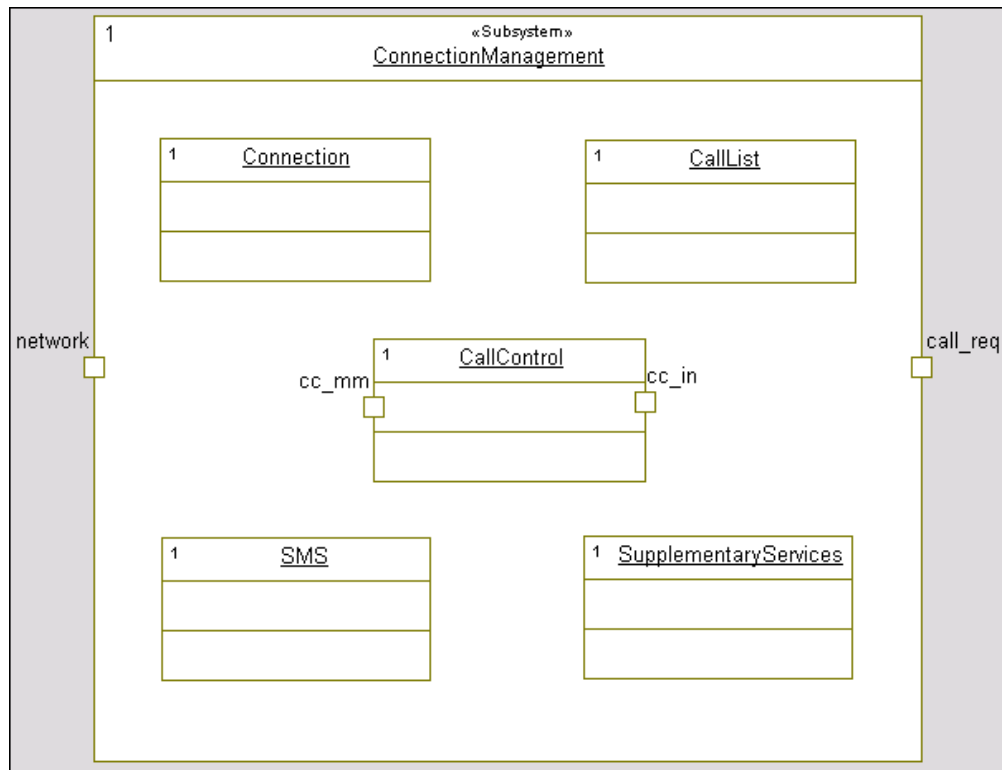 1
«Subsystem»
ConnectionManagement
1 Connection
1 CallList
network
call_req
1 CallControl
cc_mm
cc_in
1 SMS
1 SupplementaryServices